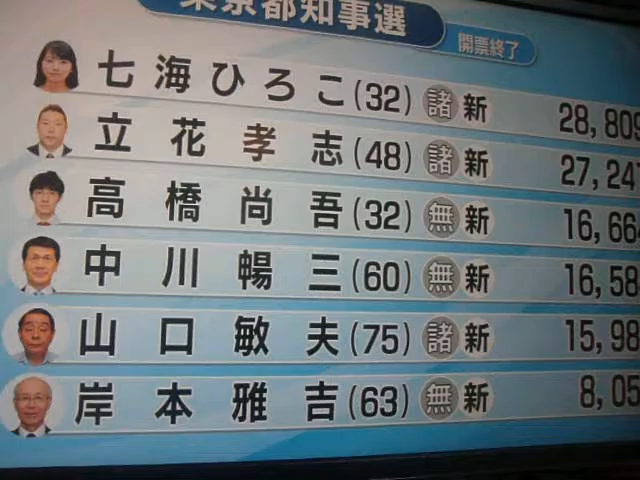 東京都知事選
開票終了
七海ひろこ(32) 諸 新 28,809
立花孝志(48) 諸 新 27,24
高橋尚吾(32) 無 新 16,664
中川暢三(60) 無 新 16,58
山口敏夫(75) 諸 新 15,98
岸本雅吉(63) 無 新 8,05